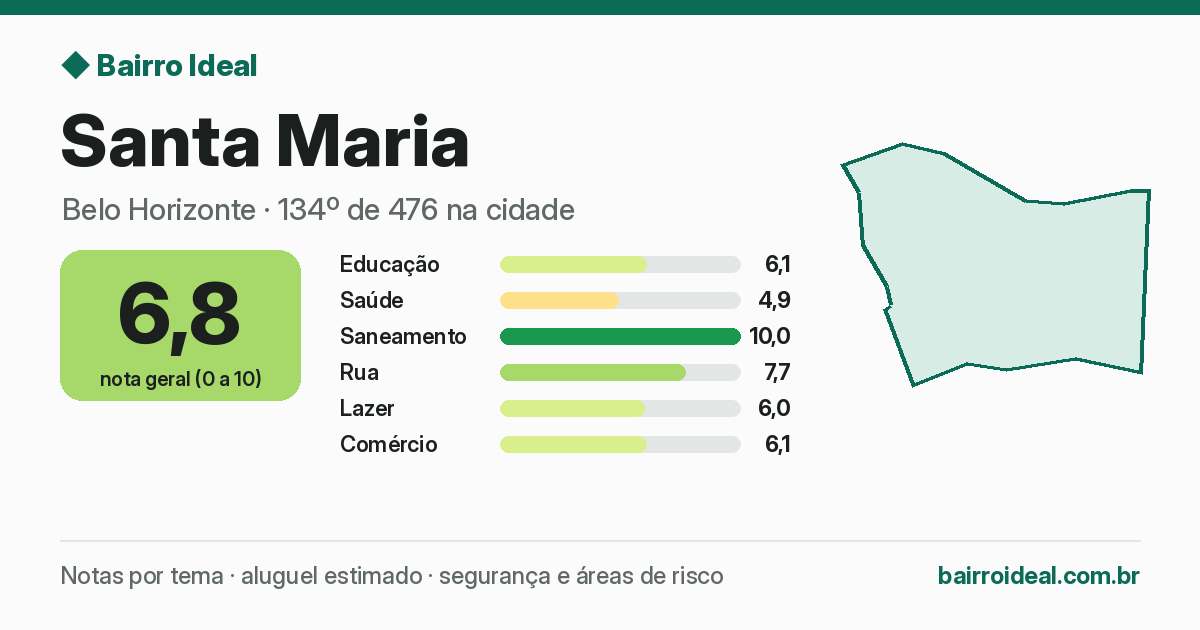 Bairro Ideal
Santa Maria
Belo Horizonte · 134º de 476 na cidade
6,8
nota geral (0 a 10)
Educação 6,1
Saúde 4,9
Saneamento 10,0
Rua 7,7
Lazer 6,0
Comércio 6,1
Notas por tema · aluguel estimado · segurança e áreas de risco
bairroideal.com.br